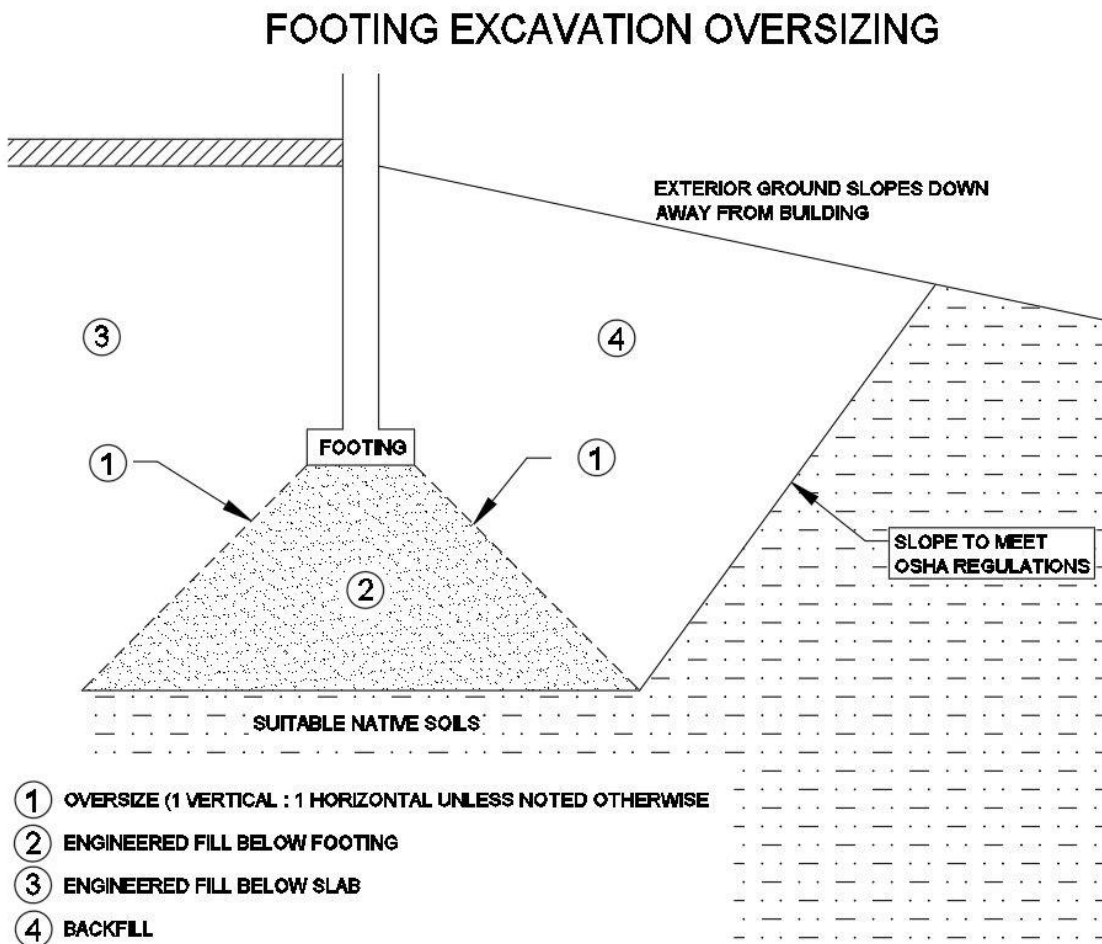 FOOTING EXCAVATION OVERSIZING
EXTERIOR GROUND SLOPES DOWN
AWAY FROM BUILDING
3
4
FOOTING
1
1
SLOPE TO MEET
OSHA REGULATIONS
2
SUITABLE NATIVE SOILS
1 OVERSIZE (1 VERTICAL : 1 HORIZONTAL UNLESS NOTED OTHERWISE
2 ENGINEERED FILL BELOW FOOTING
3 ENGINEERED FILL BELOW SLAB
4 BACKFILL